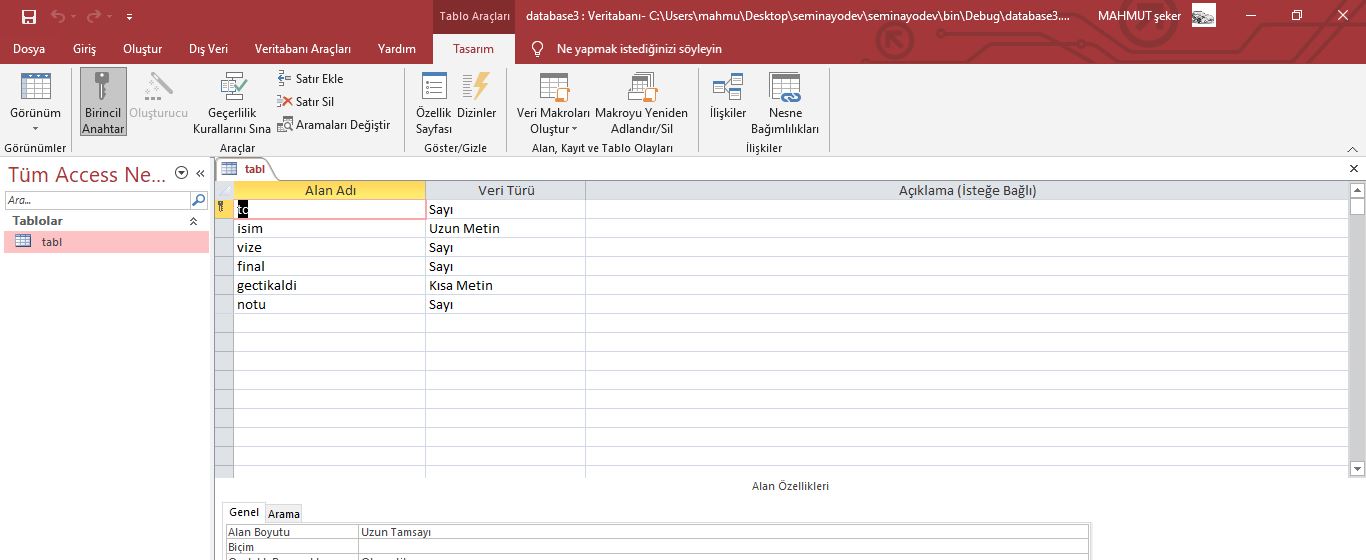 Tablo Araçları
database3 : Veritabanı- C:\Users\mahmu\Desktop\seminayodev\seminayodev\bin\Debug\database3....
MAHMUT şeker
Dosya Giriş Oluştur Dış Veri Veritabanı Araçları Yardım Tasarım Ne yapmak istediğinizi söyleyin
Görünüm
Birincil Anahtar
Oluşturucu
Geçerlilik Kurallarını Sına
Satır Ekle
Satır Sil
Aramaları Değiştir
Özellik Sayfası
Dizinler
Veri Makroları Oluştur
Makroyu Yeniden Adlandır/Sil
İlişkiler
Nesne Bağımlılıkları
Görünümler Araçlar Göster/Gizle Alan, Kayıt ve Tablo Olayları İlişkiler
Tüm Access Ne...
Ara...
Tablolar
tabl
tabl
Alan Adı Veri Türü Açıklama (İsteğe Bağlı)
tc Sayı
isim Uzun Metin
vize Sayı
final Sayı
gectikaldi Kısa Metin
notu Sayı
Alan Özellikleri
Genel Arama
Alan Boyutu Uzun Tamsayı
Biçim